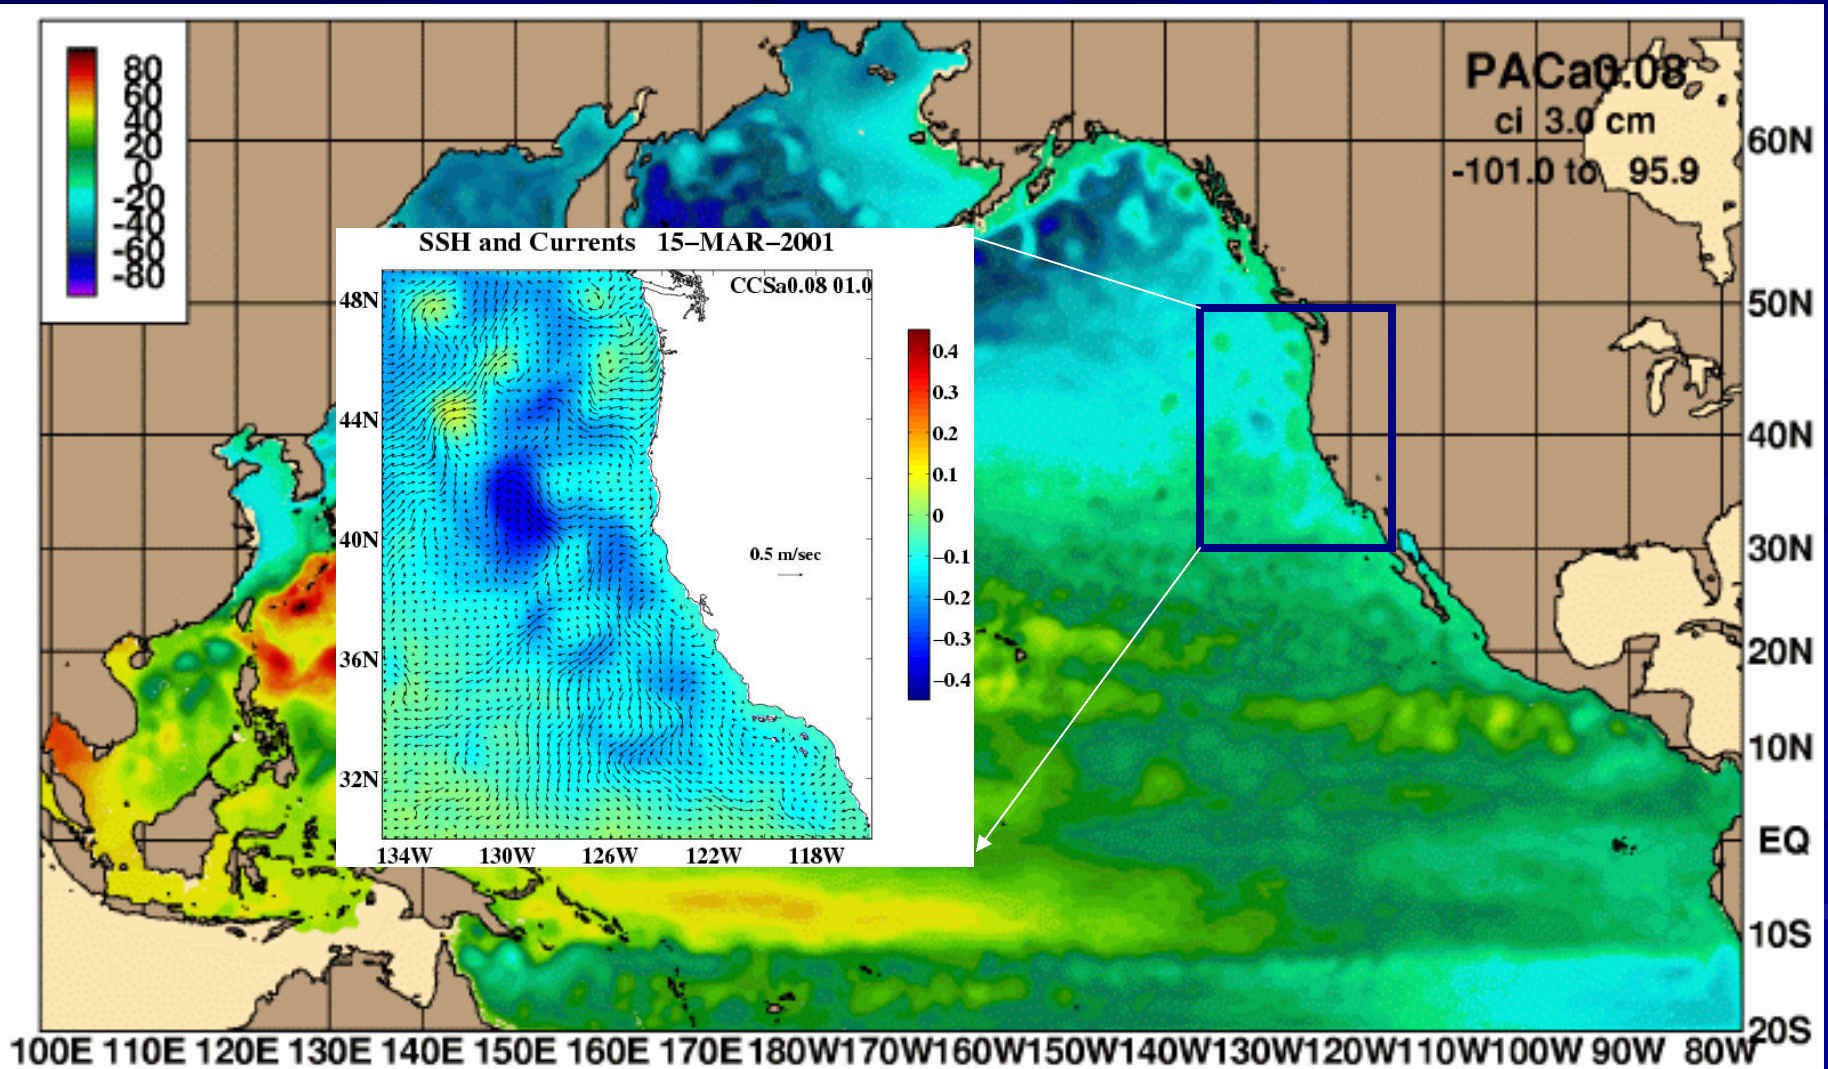 80
60
40
20
0
-20
-40
-60
-80
PACa0.08
ci 3.0 cm
-101.0 to 95.9
60N
50N
40N
30N
20N
10N
EQ
10S
20S
SSH and Currents 15-MAR-2001
CCSa0.08 01.0
48N
44N
40N
36N
32N
0.5 m/sec
0.4
0.3
0.2
0.1
0
-0.1
-0.2
-0.3
-0.4
134W 130W 126W 122W 118W
100E 110E 120E 130E 140E 150E 160E 170E 180W 170W 160W 150W 140W 130W 120W 110W 100W 90W 80W